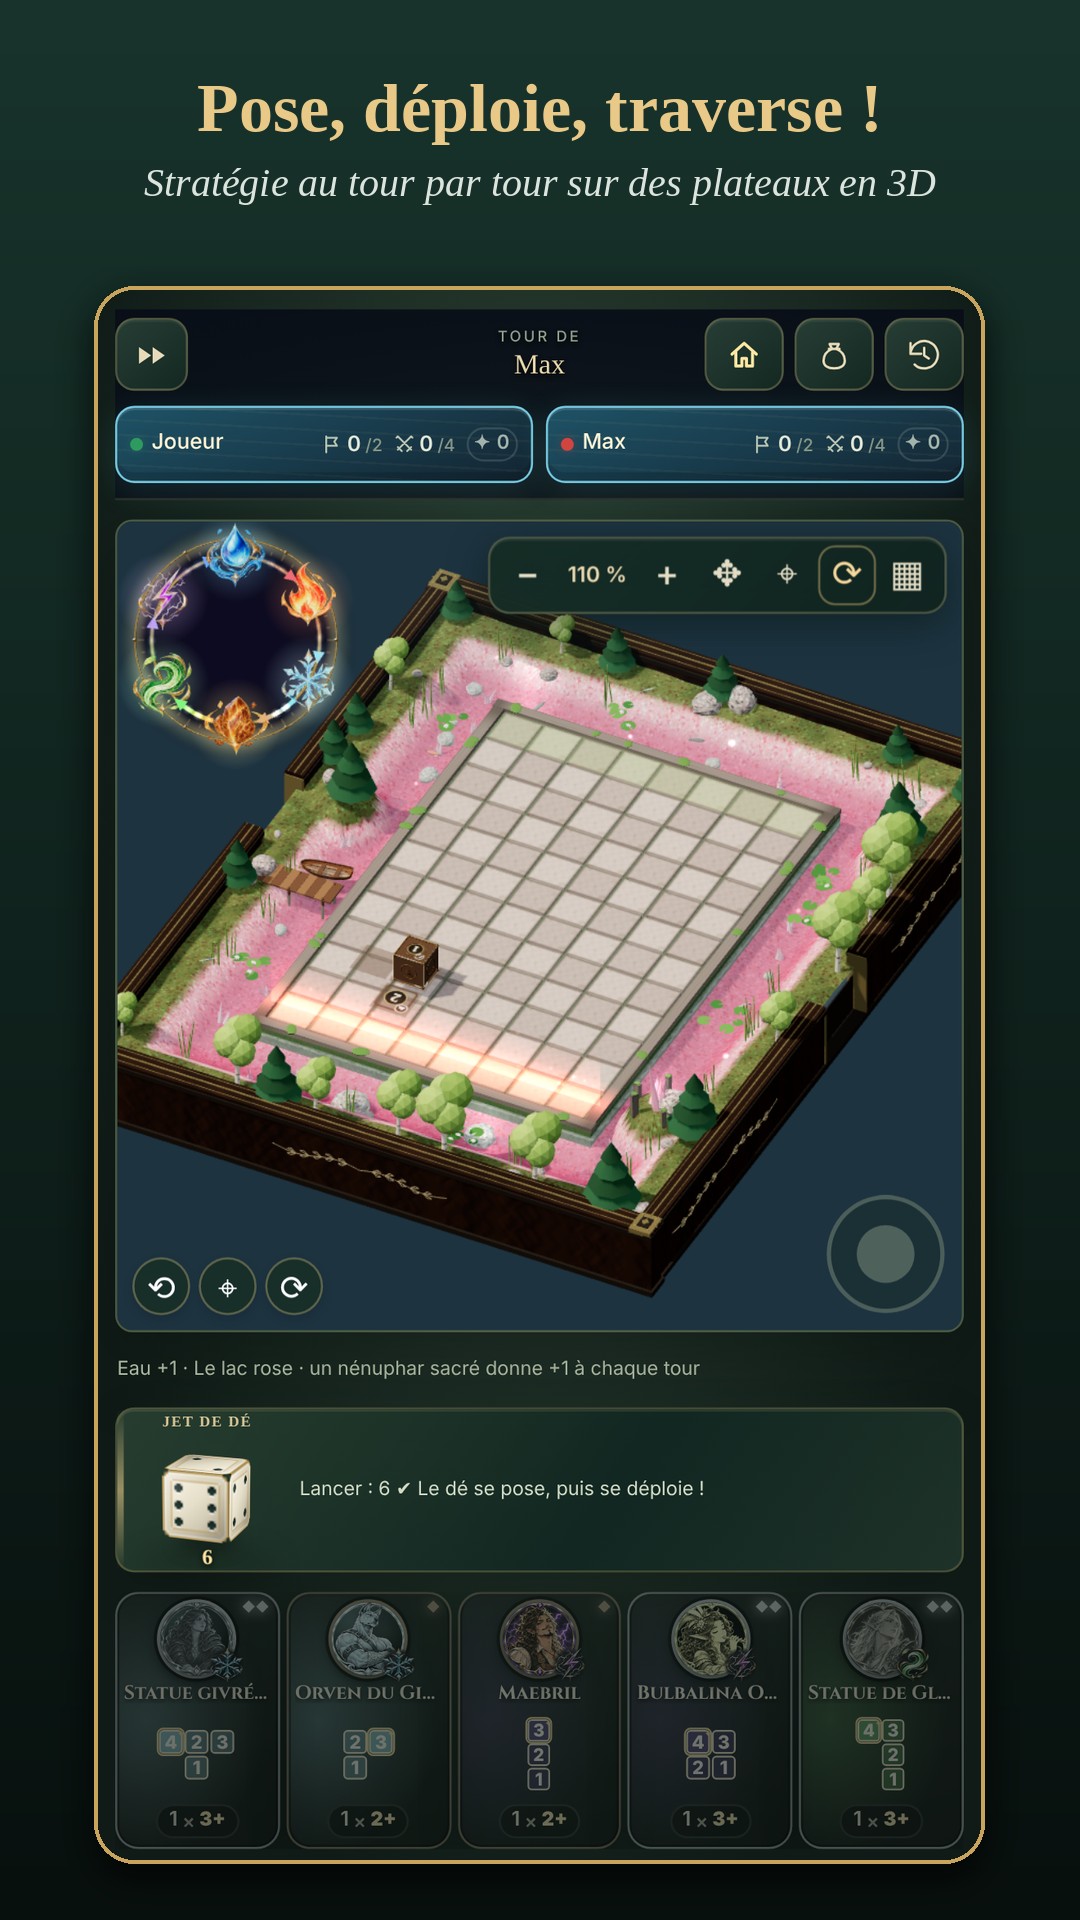 Pose, déploie, traverse !
Stratégie au tour par tour sur des plateaux en 3D
TOUR DE
Max
Joueur 0 /2 0 /4 0
Max 0 /2 0 /4 0
− 110 % +
1
2
Eau +1 · Le lac rose · un nénuphar sacré donne +1 à chaque tour
JET DE DÉ
Lancer : 6 ✔ Le dé se pose, puis se déploie !
6
STATUE GIVRÉ...
4 2 3
1
1 × 3+
ORVEN DU GI...
2 3
1
1 × 2+
MAEBRIL
3
2
1
1 × 2+
BULBALINA O...
4 3
2 1
1 × 3+
STATUE DE GL...
4 3
2
1
1 × 3+